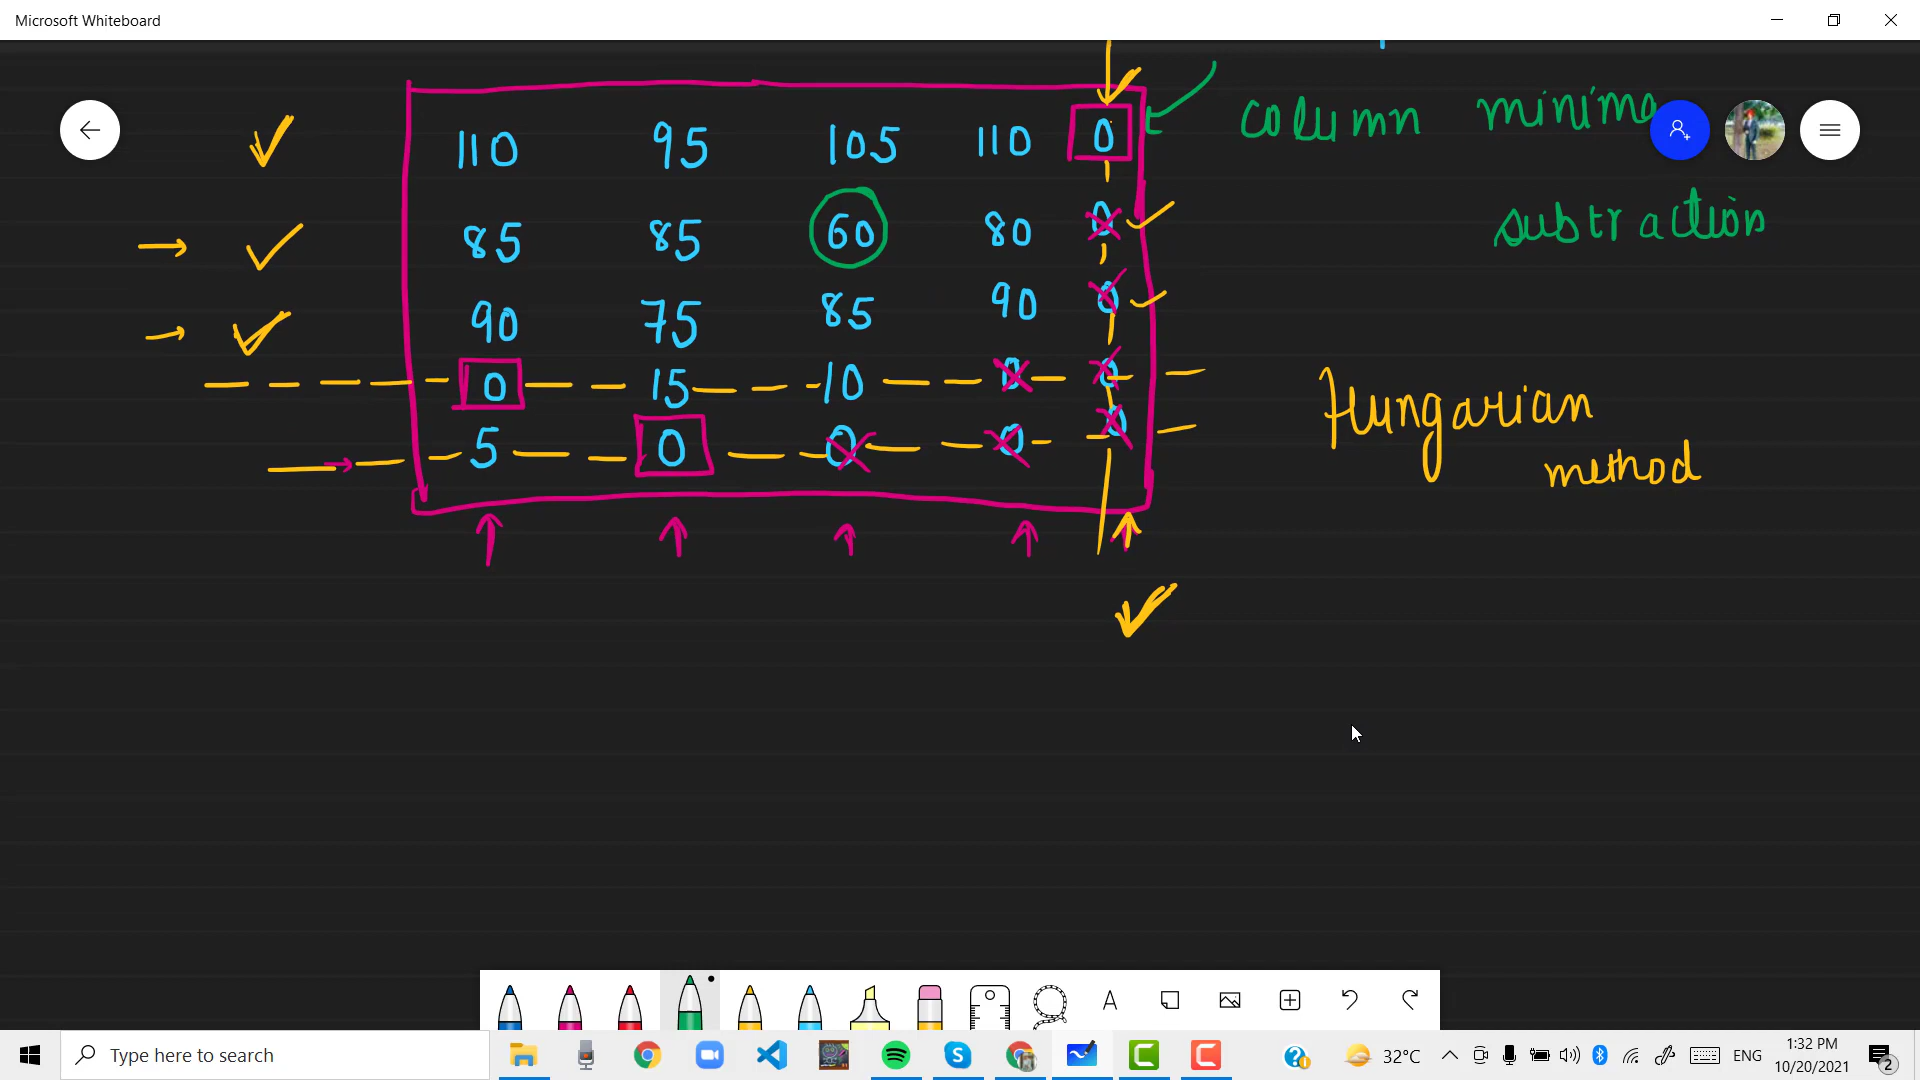 Microsoft Whiteboard
110 95 105 110 0
column minima
85 85 60 80 0
subtraction
90 75 85 90 0
0 15 10 0 0
Hungarian
5 0 0 0 0
method
Type here to search
32°C
ENG
1:32 PM
10/20/2021
2